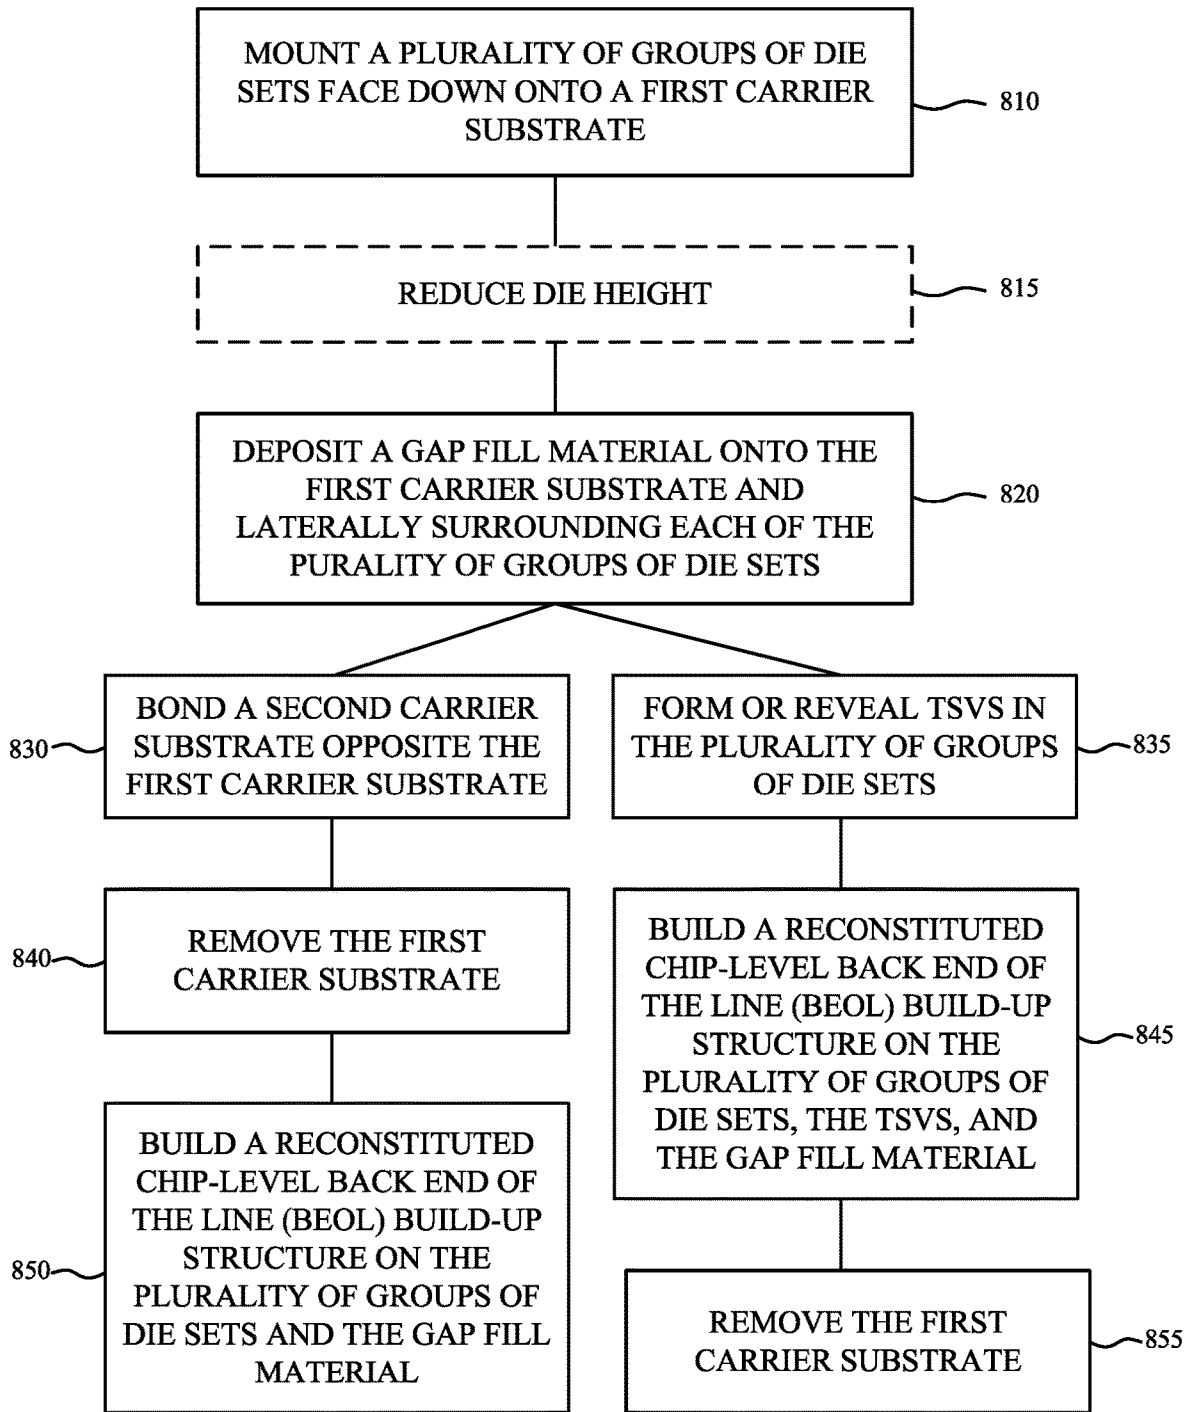 MOUNT A PLURALITY OF GROUPS OF DIE
SETS FACE DOWN ONTO A FIRST CARRIER
SUBSTRATE
810
REDUCE DIE HEIGHT
815
DEPOSIT A GAP FILL MATERIAL ONTO THE
FIRST CARRIER SUBSTRATE AND
LATERALLY SURROUNDING EACH OF THE
PURALITY OF GROUPS OF DIE SETS
820
830
BOND A SECOND CARRIER
SUBSTRATE OPPOSITE THE
FIRST CARRIER SUBSTRATE
840
REMOVE THE FIRST
CARRIER SUBSTRATE
850
BUILD A RECONSTITUTED
CHIP-LEVEL BACK END OF
THE LINE (BEOL) BUILD-UP
STRUCTURE ON THE
PLURALITY OF GROUPS OF
DIE SETS AND THE GAP FILL
MATERIAL
FORM OR REVEAL TSVS IN
THE PLURALITY OF GROUPS
OF DIE SETS
835
BUILD A RECONSTITUTED
CHIP-LEVEL BACK END OF
THE LINE (BEOL) BUILD-UP
STRUCTURE ON THE
PLURALITY OF GROUPS OF
DIE SETS, THE TSVS, AND
THE GAP FILL MATERIAL
845
REMOVE THE FIRST
CARRIER SUBSTRATE
855